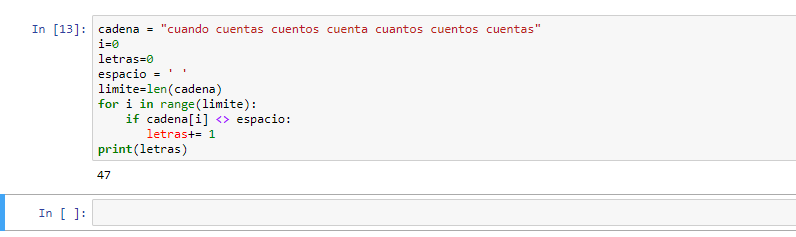 In [13]: cadena = "cuando cuentas cuentos cuenta cuantos cuentos cuentas"
i=0
letras=0
espacio = ' '
limite=len(cadena)
for i in range(limite):
    if cadena[i] <> espacio:
       letras+= 1
print(letras)
47
In [ ]: